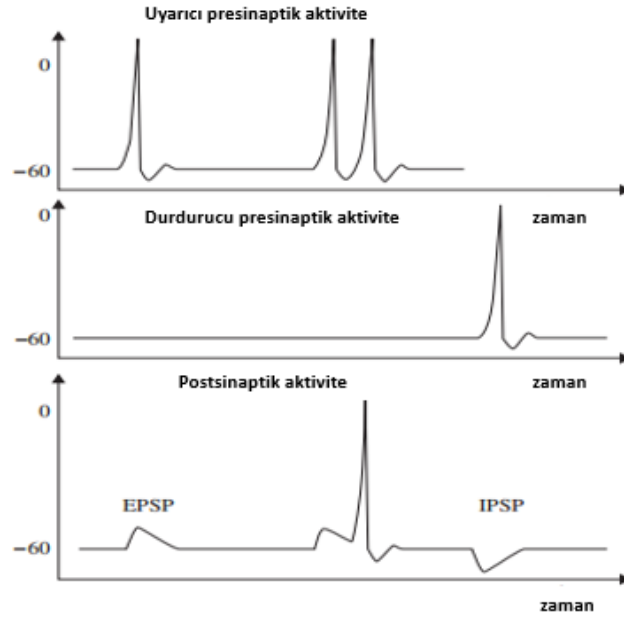 Uyarıcı presinaptik aktivite
0
−60
0
Durdurucu presinaptik aktivite
zaman
−60
Postsinaptik aktivite
zaman
0
EPSP
IPSP
−60
zaman